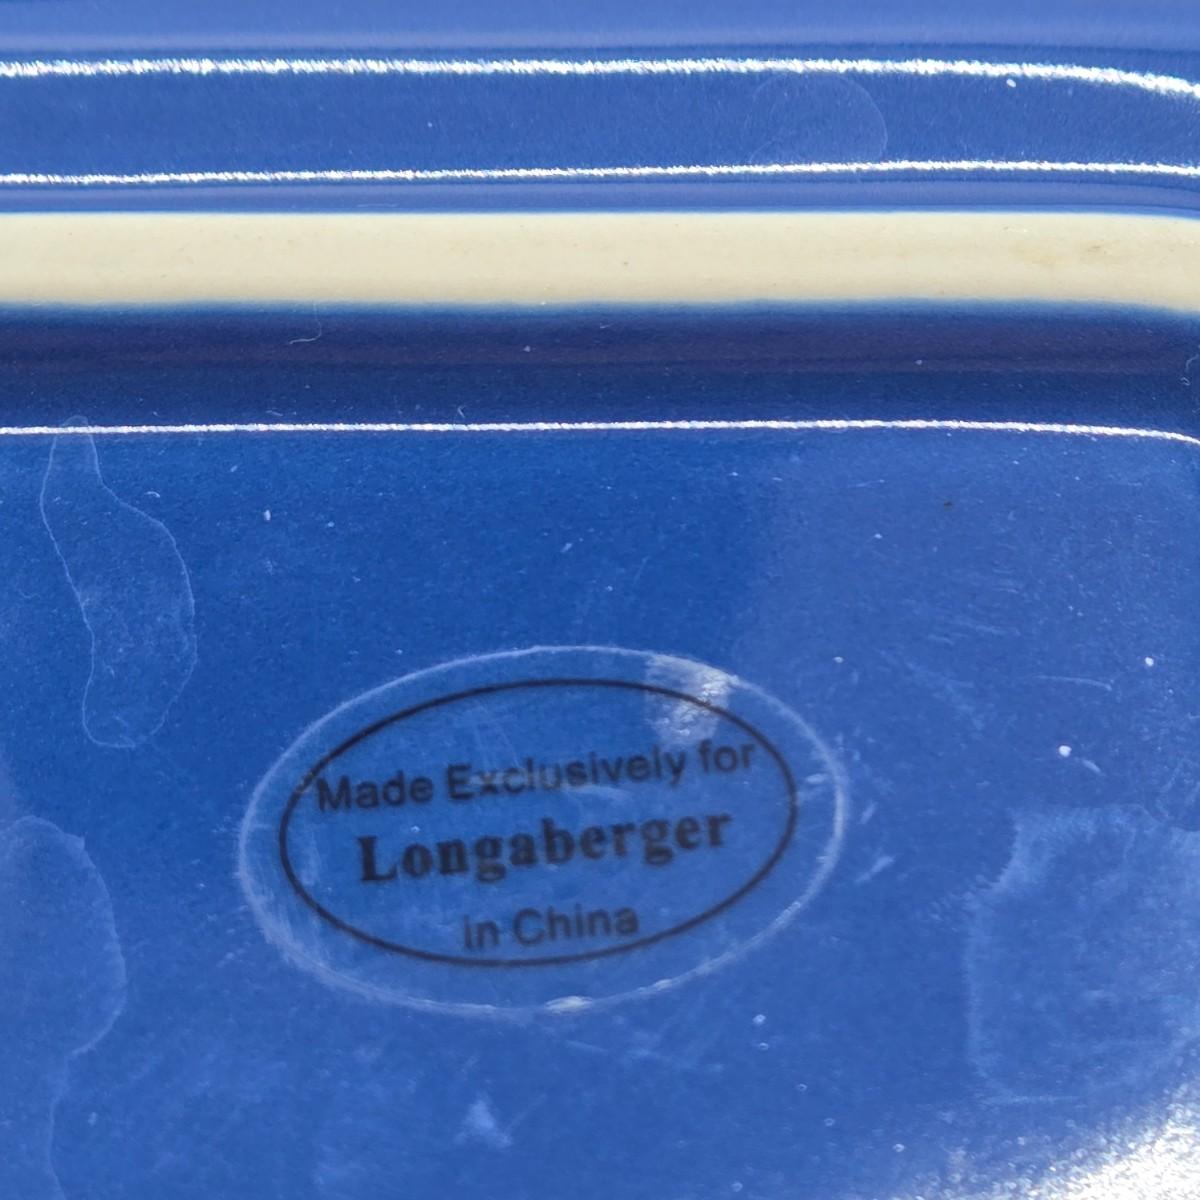 Made Exclusively for
Longaberger
in China